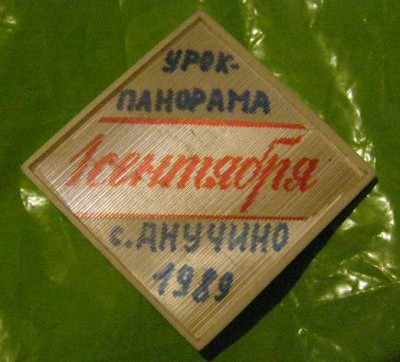 УРОК-
ПАНОРАМА
1 сентября
с. АНУЧИНО
1989